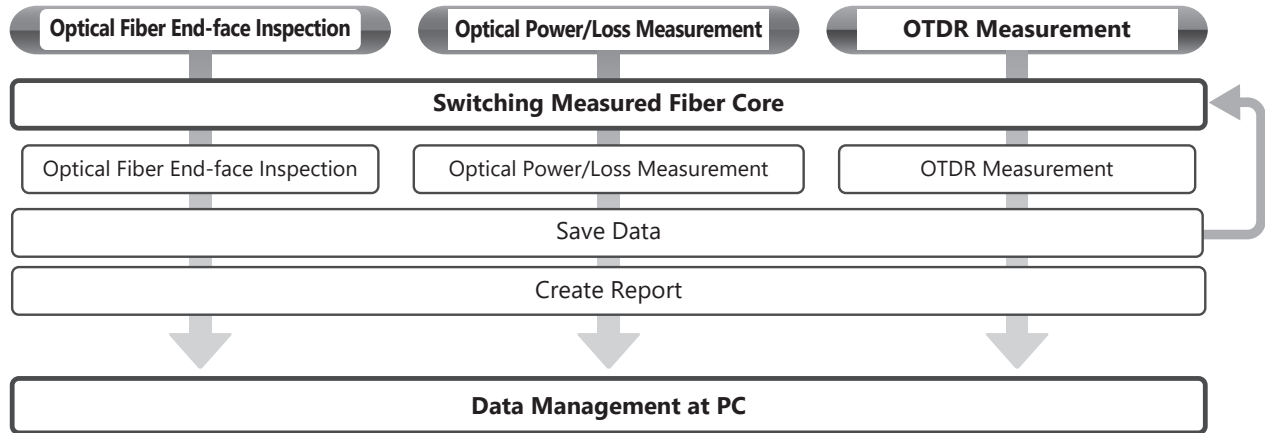 Optical Fiber End-face Inspection
Optical Power/Loss Measurement
OTDR Measurement
Switching Measured Fiber Core
Optical Fiber End-face Inspection
Optical Power/Loss Measurement
OTDR Measurement
Save Data
Create Report
Data Management at PC